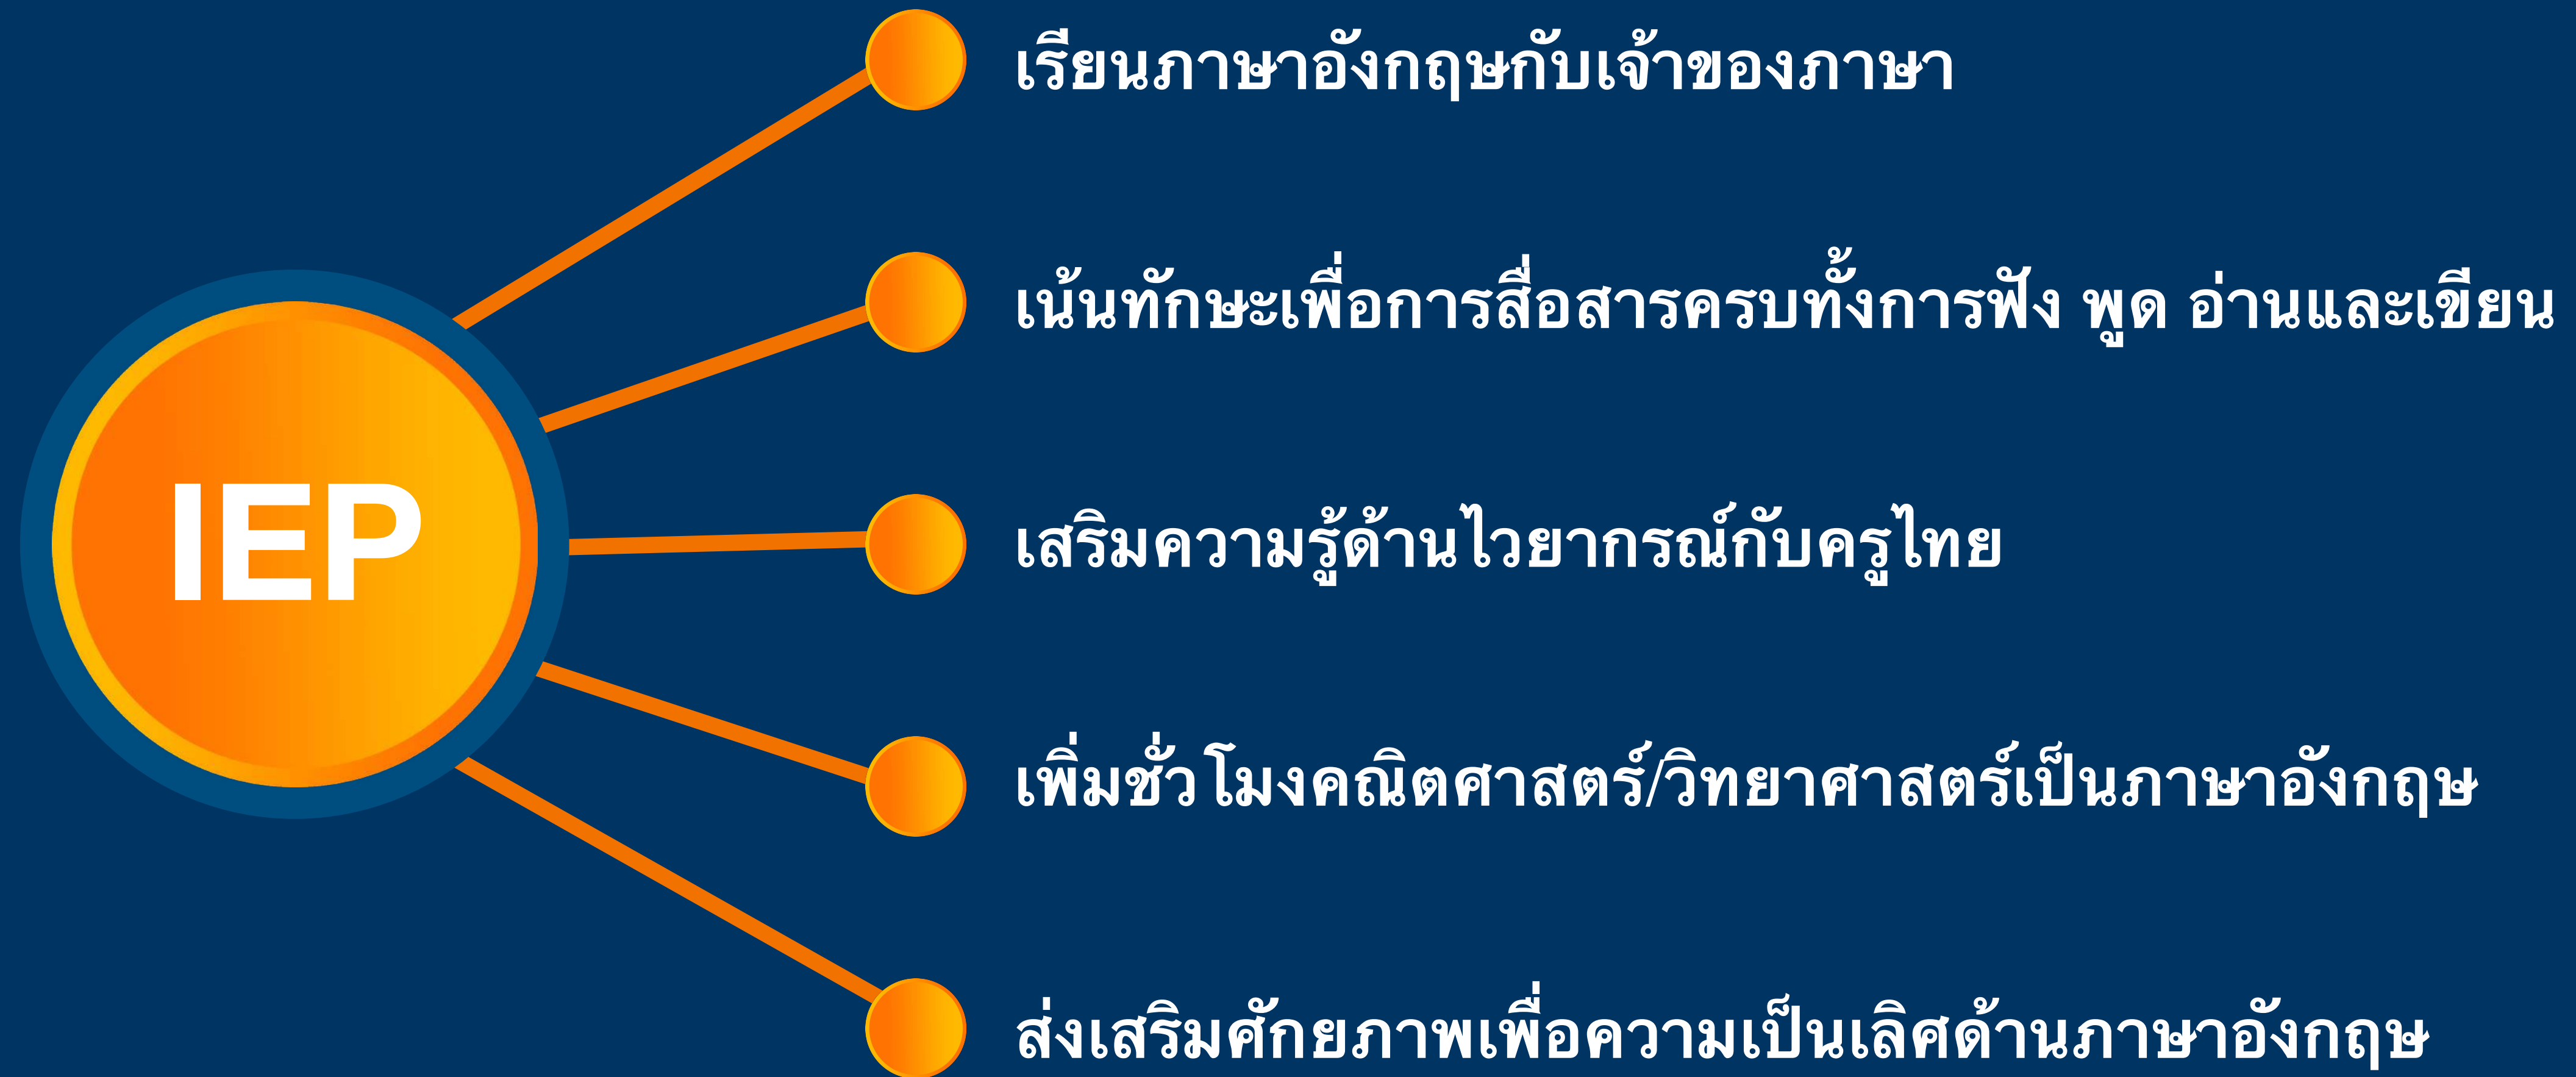 เรียนภาษาอังกฤษกับเจ้าของภาษา
เน้นทักษะเพื่อการสื่อสารครบทั้งการฟัง พูด อ่านและเขียน
IEP
เสริมความรู้ด้านไวยากรณ์กับครูไทย
เพิ่มชั่วโมงคณิตศาสตร์/วิทยาศาสตร์เป็นภาษาอังกฤษ
ส่งเสริมศักยภาพเพื่อความเป็นเลิศด้านภาษาอังกฤษ